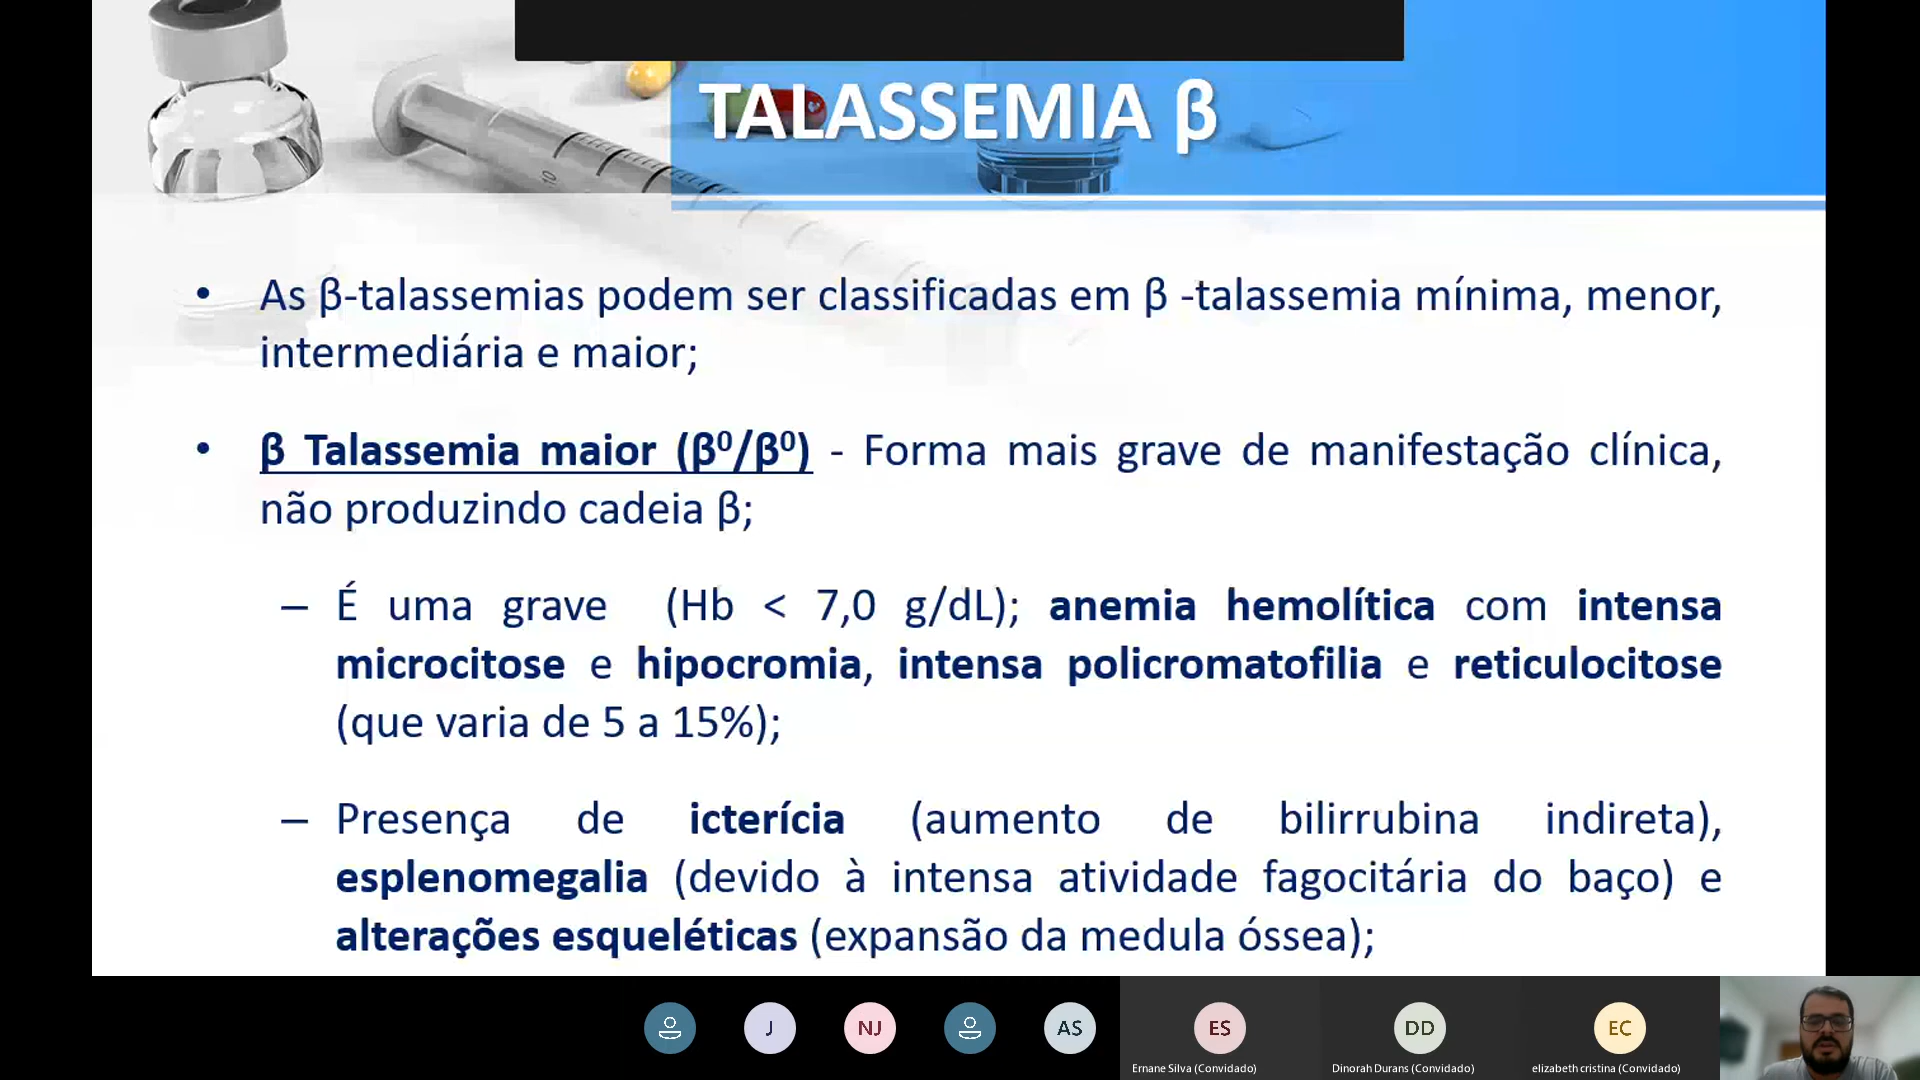 TALASSEMIA β
• As β-talassemias podem ser classificadas em β -talassemia mínima, menor,
intermediária e maior;
• β Talassemia maior (β⁰/β⁰) - Forma mais grave de manifestação clínica,
não produzindo cadeia β;
– É uma grave (Hb < 7,0 g/dL); anemia hemolítica com intensa
microcitose e hipocromia, intensa policromatofilia e reticulocitose
(que varia de 5 a 15%);
– Presença de icterícia (aumento de bilirrubina indireta),
esplenomegalia (devido à intensa atividade fagocitária do baço) e
alterações esqueléticas (expansão da medula óssea);
10
J NJ AS ES DD EC
Ernane Silva (Convidado) Dinorah Durans (Convidado) elizabeth cristina (Convidado)